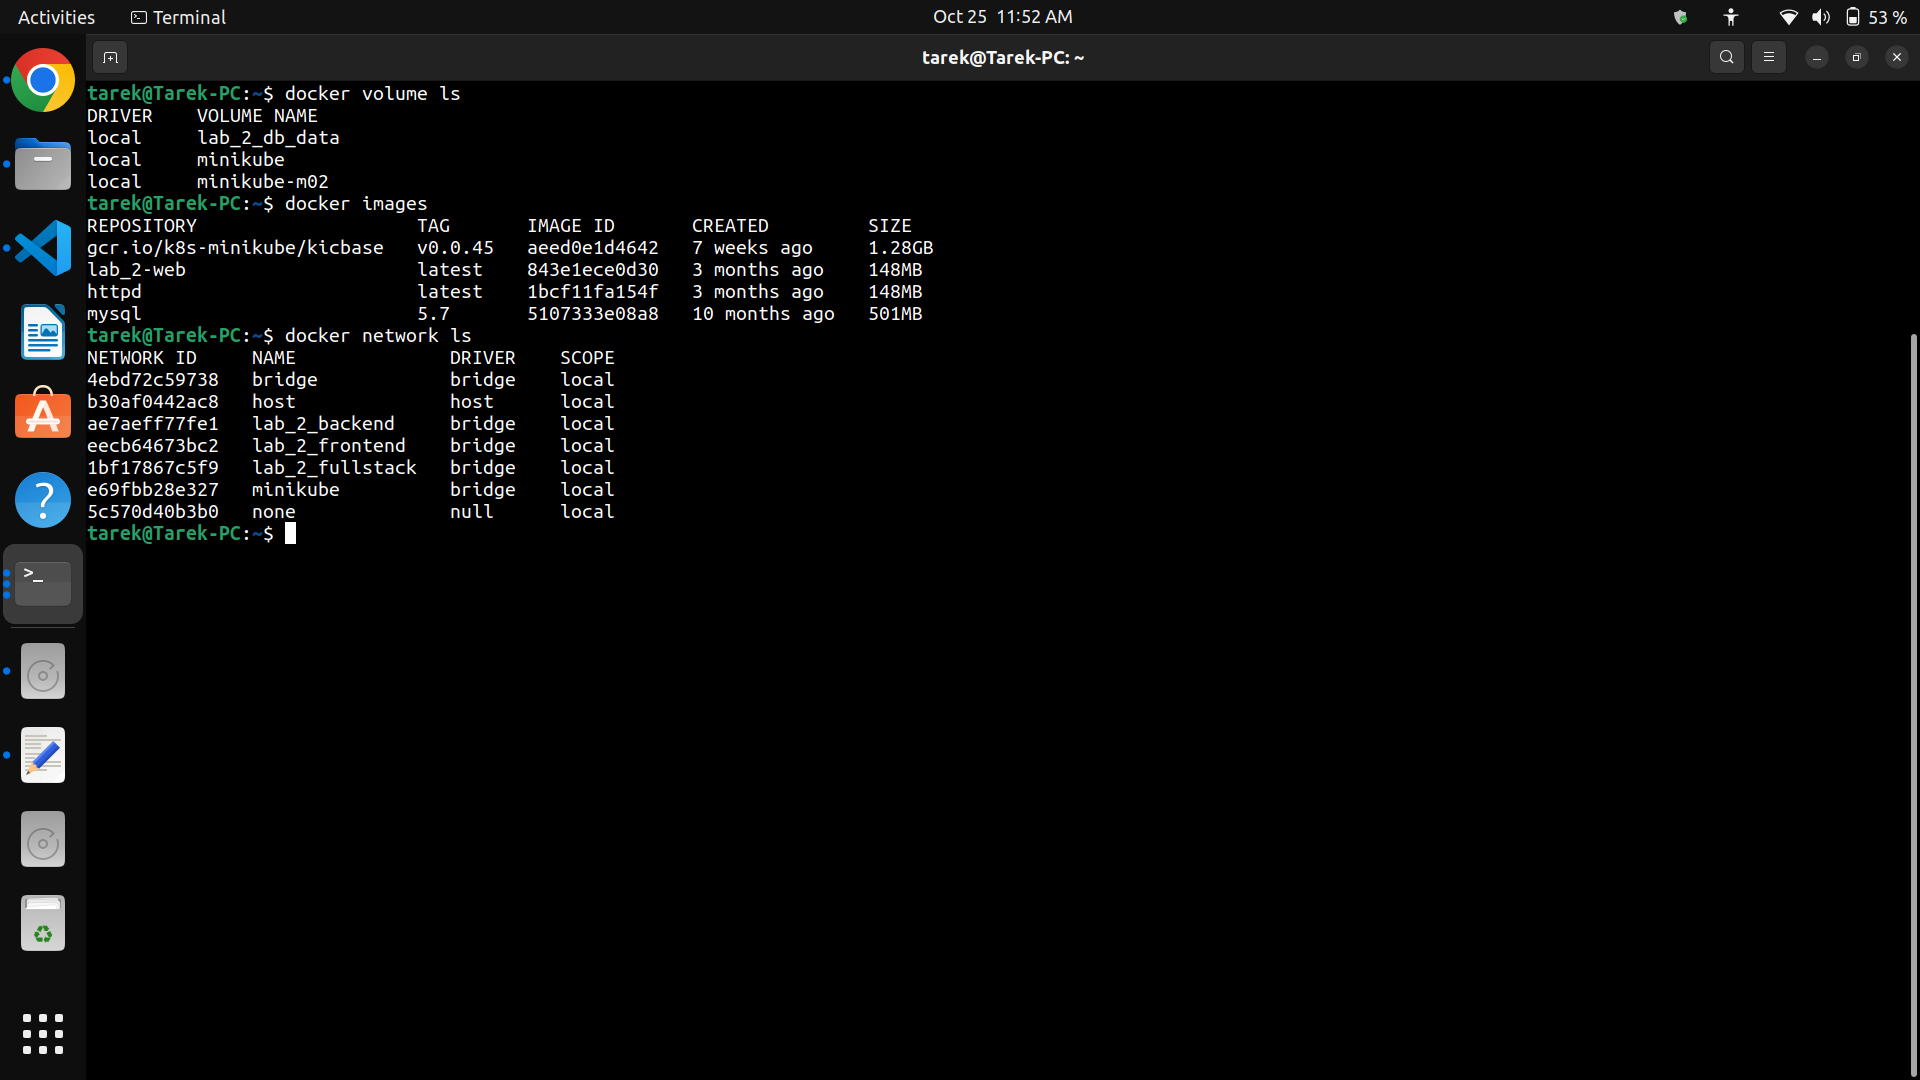 Activities Terminal Oct 25 11:52 AM 53 %
tarek@Tarek-PC: ~
tarek@Tarek-PC:~$ docker volume ls
DRIVER    VOLUME NAME
local     lab_2_db_data
local     minikube
local     minikube-m02
tarek@Tarek-PC:~$ docker images
REPOSITORY                    TAG       IMAGE ID       CREATED         SIZE
gcr.io/k8s-minikube/kicbase   v0.0.45   aeed0e1d4642   7 weeks ago     1.28GB
lab_2-web                     latest    843e1ece0d30   3 months ago    148MB
httpd                         latest    1bcf11fa154f   3 months ago    148MB
mysql                         5.7       5107333e08a8   10 months ago   501MB
tarek@Tarek-PC:~$ docker network ls
NETWORK ID     NAME              DRIVER    SCOPE
4ebd72c59738   bridge            bridge    local
b30af0442ac8   host              host      local
ae7aeff77fe1   lab_2_backend     bridge    local
eecb64673bc2   lab_2_frontend    bridge    local
1bf17867c5f9   lab_2_fullstack   bridge    local
e69fbb28e327   minikube          bridge    local
5c570d40b3b0   none              null      local
tarek@Tarek-PC:~$